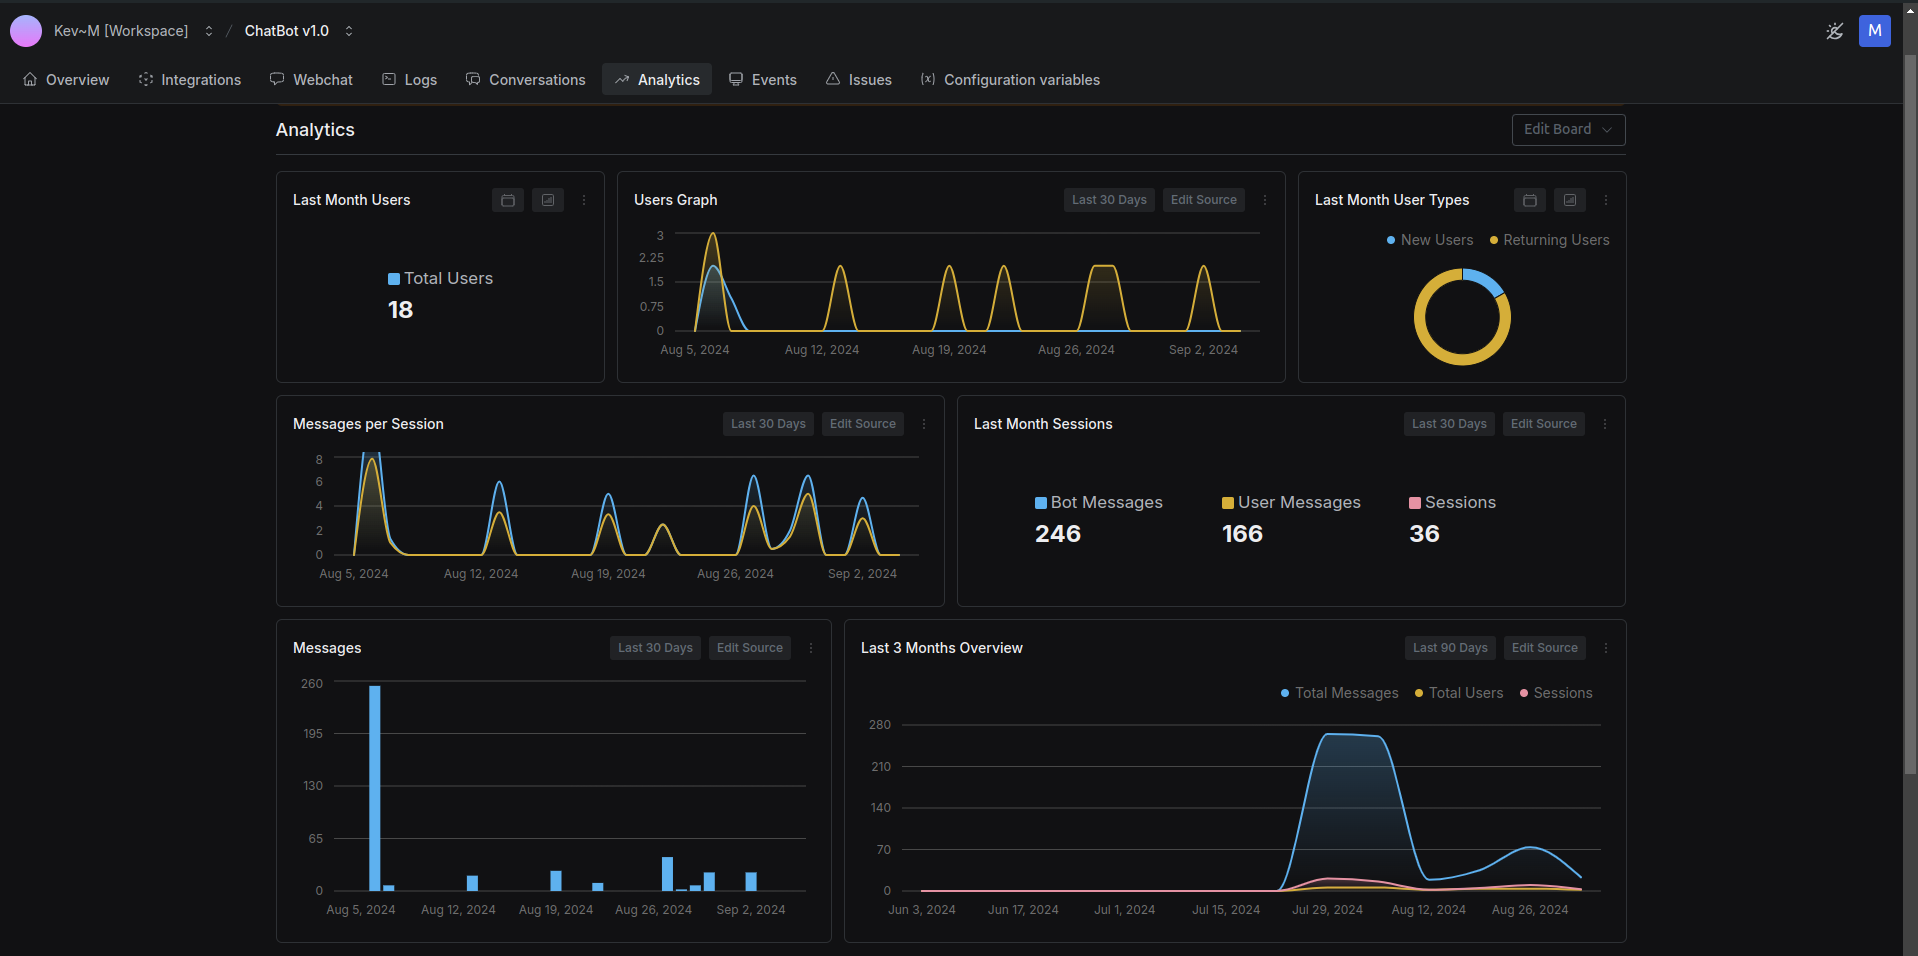 Kev~M [Workspace] / ChatBot v1.0
M
Overview Integrations Webchat Logs Conversations Analytics Events Issues Configuration variables
Analytics
Edit Board
Last Month Users
Total Users
18
Users Graph
Last 30 Days Edit Source
3
2.25
1.5
0.75
0
Aug 5, 2024 Aug 12, 2024 Aug 19, 2024 Aug 26, 2024 Sep 2, 2024
Last Month User Types
New Users Returning Users
Messages per Session
Last 30 Days Edit Source
8
6
4
2
0
Aug 5, 2024 Aug 12, 2024 Aug 19, 2024 Aug 26, 2024 Sep 2, 2024
Last Month Sessions
Last 30 Days Edit Source
Bot Messages User Messages Sessions
246 166 36
Messages
Last 30 Days Edit Source
260
195
130
65
0
Aug 5, 2024 Aug 12, 2024 Aug 19, 2024 Aug 26, 2024 Sep 2, 2024
Last 3 Months Overview
Last 90 Days Edit Source
Total Messages Total Users Sessions
280
210
140
70
0
Jun 3, 2024 Jun 17, 2024 Jul 1, 2024 Jul 15, 2024 Jul 29, 2024 Aug 12, 2024 Aug 26, 2024